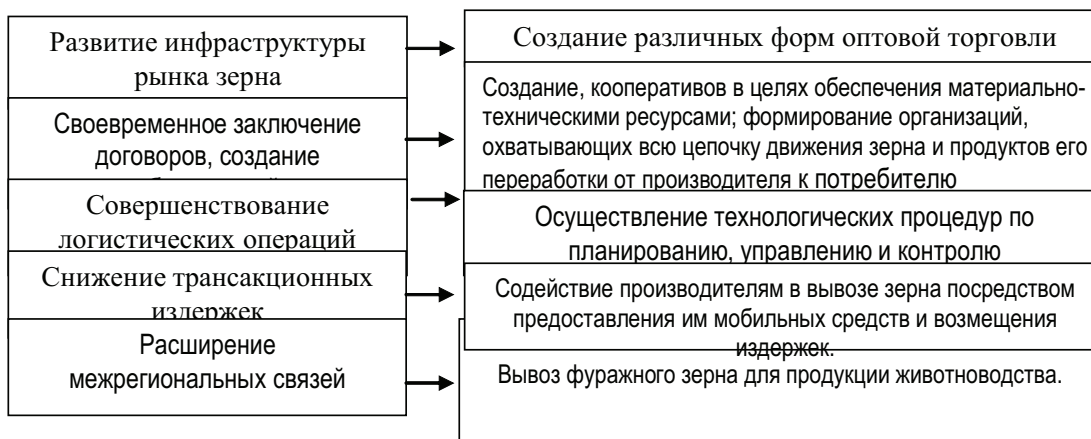 Развитие инфраструктуры
рынка зерна
Создание различных форм оптовой торговли
Своевременное заключение
договоров, создание
Создание, кооперативов в целях обеспечения материально-
техническими ресурсами; формирование организаций,
охватывающих всю цепочку движения зерна и продуктов его
переработки от производителя к потребителю
Совершенствование
логистических операций
Осуществление технологических процедур по
планированию, управлению и контролю
Снижение трансакционных
издержек
Содействие производителям в вывозе зерна посредством
предоставления им мобильных средств и возмещения
издержек.
Расширение
межрегиональных связей
Вывоз фуражного зерна для продукции животноводства.